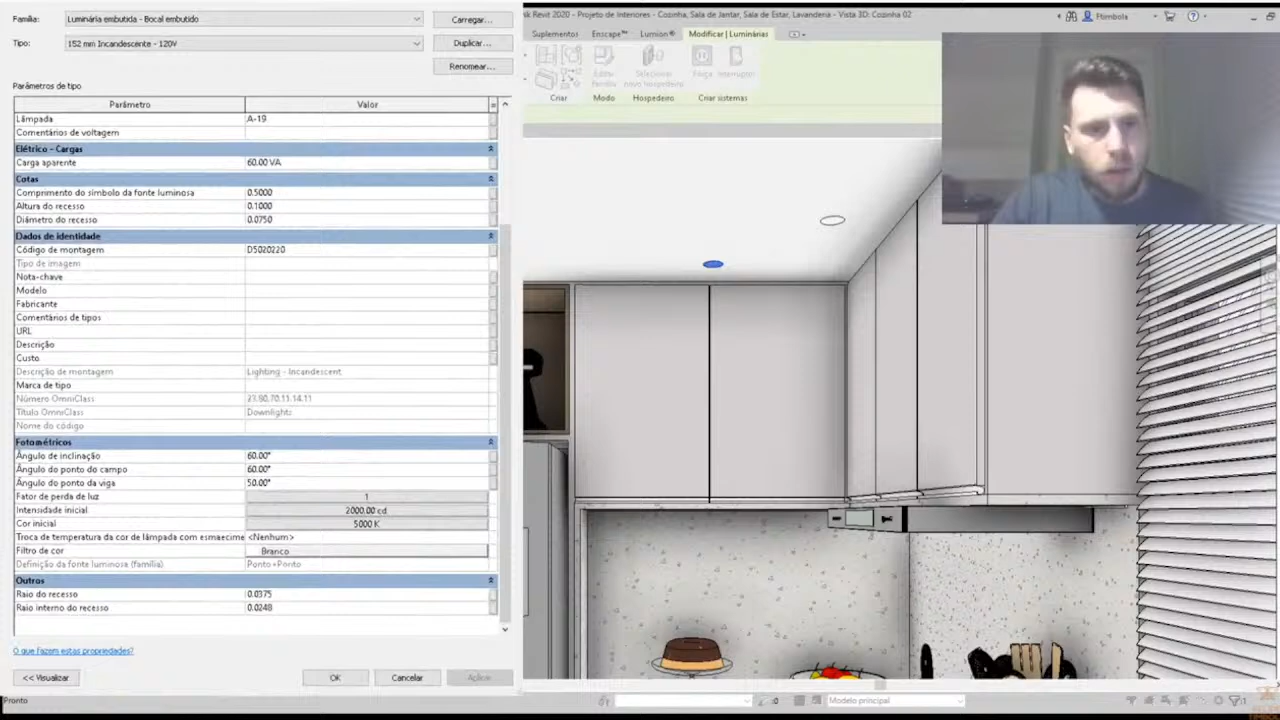 Família: Luminária embutida - Bocal embutido Carregar...
Tipo: 152 mm Incandescente - 120V Duplicar...
Renomear...
Parâmetros de tipo
Parâmetro Valor =
Lâmpada A-19
Comentários de voltagem
Elétrico - Cargas
Carga aparente 60.00 VA
Cotas
Comprimento do símbolo da fonte luminosa 0.5000
Altura do recesso 0.1000
Diâmetro do recesso 0.0750
Dados de identidade
Código de montagem D5020220
Tipo de imagem
Nota-chave
Modelo
Fabricante
Comentários de tipos
URL
Descrição
Custo
Descrição de montagem Lighting - Incandescent
Marca de tipo
Número OmniClass 23.80.70.11.14.11
Título OmniClass Downlights
Nome do código
Fotométricos
Ângulo de inclinação 60.00°
Ângulo do ponto do campo 60.00°
Ângulo do ponto da viga 50.00°
Fator de perda de luz 1
Intensidade inicial 2000.00 cd
Cor inicial 5000 K
Troca de temperatura da cor de lâmpada com esmaecime <Nenhum>
Filtro de cor Branco
Definição da fonte luminosa (família) Ponto+Ponto
Outros
Raio do recesso 0.0375
Raio interno do recesso 0.0248
O que fazem estas propriedades?
<< Visualizar OK Cancelar Aplicar
Pronto
Revit 2020 - Projeto de Interiores - Cozinha, Sala de Jantar, Sala de Estar, Lavanderia - Vista 3D: Cozinha 02
Ftimbola
Suplementos Enscape™ Lumion® Modificar | Luminárias
Editar Família
Selecionar novo hospedeiro
Força Interruptor
Criar Modo Hospedeiro Criar sistemas
:0 Modelo principal